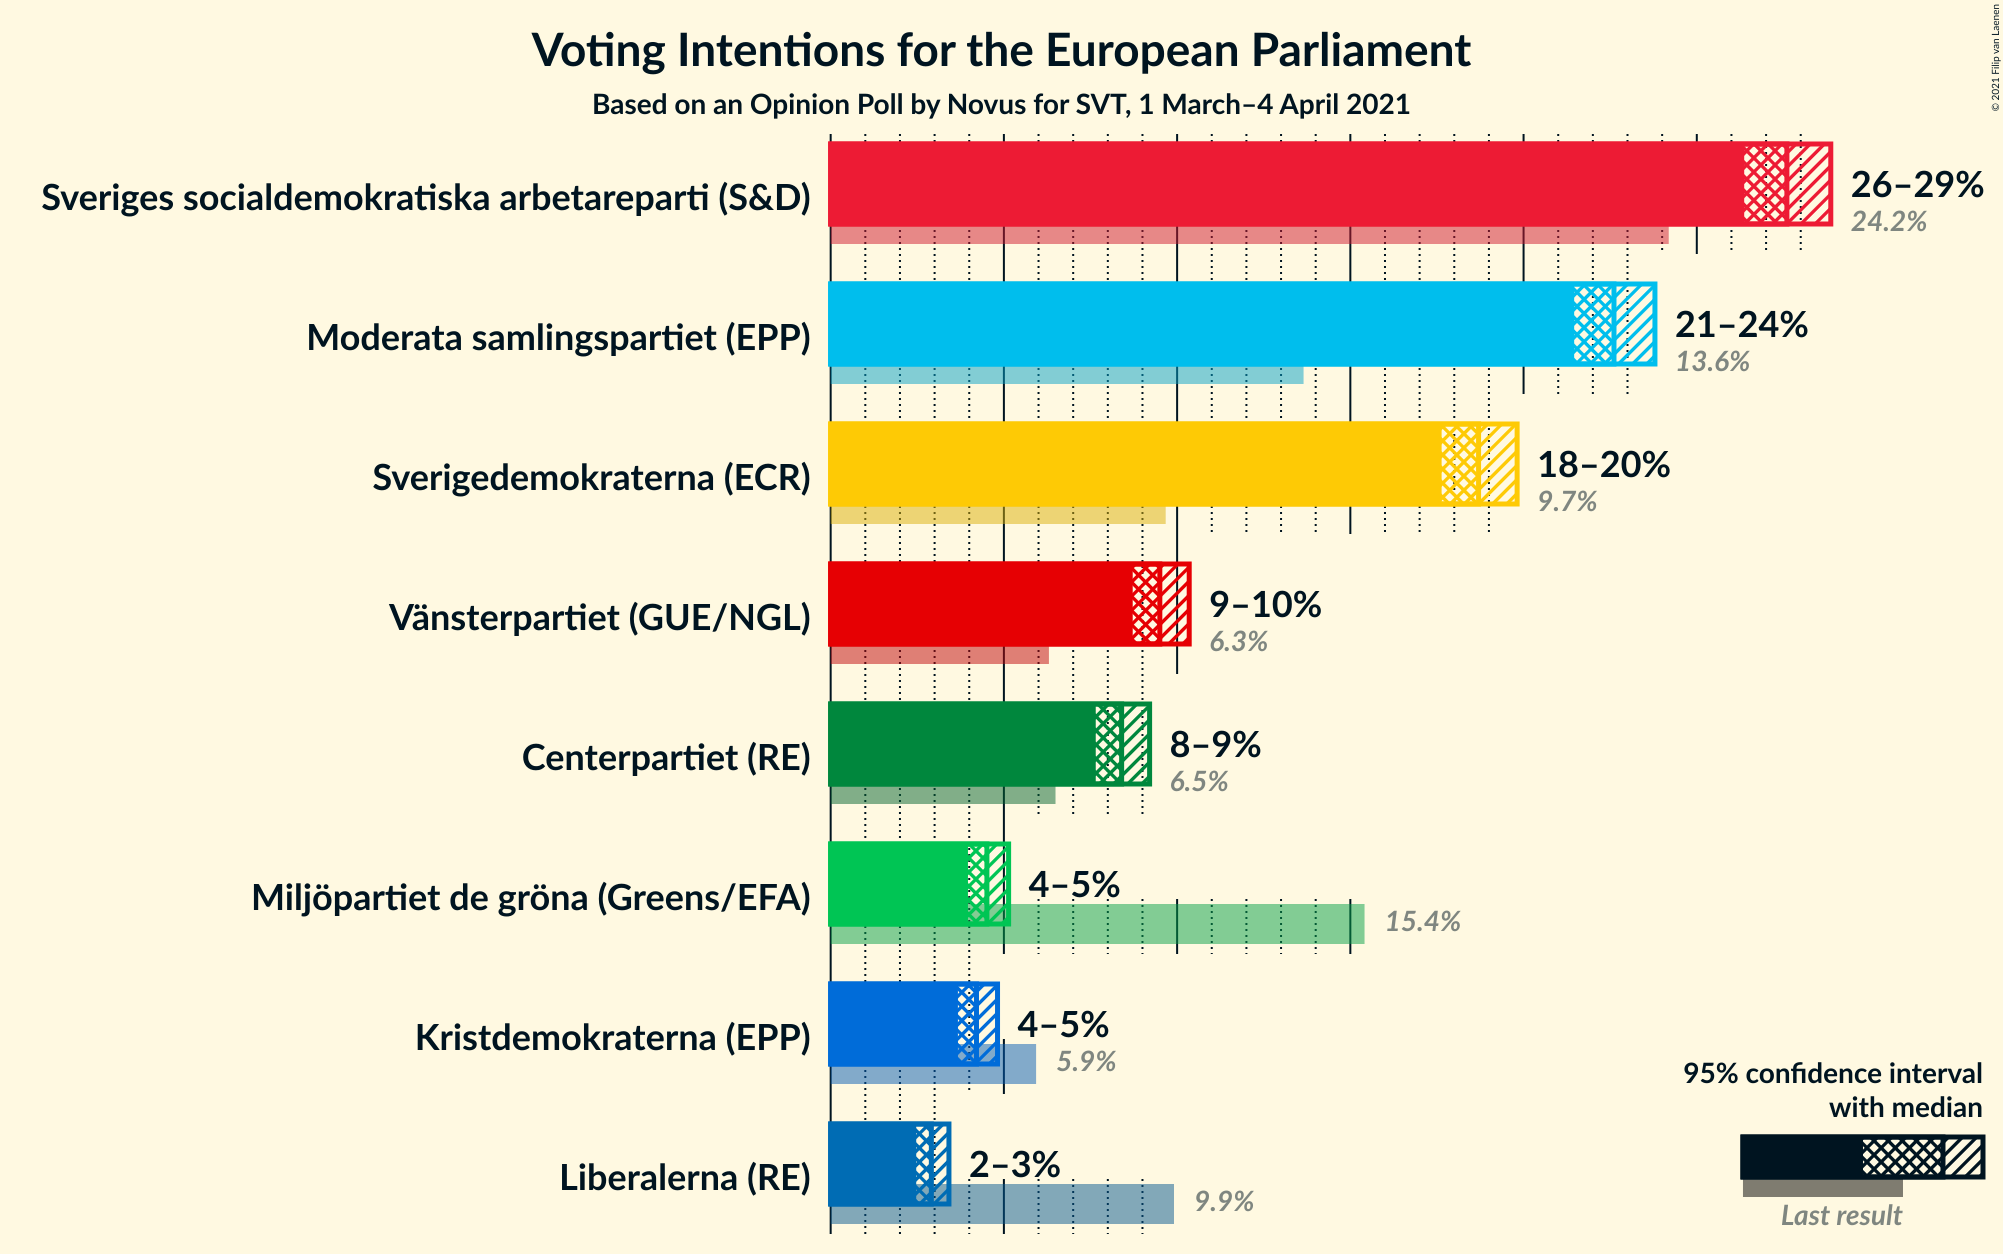 Voting Intentions for the European Parliament
Based on an Opinion Poll by Novus for SVT, 1 March–4 April 2021
© 2021 Filip van Laenen
Sveriges socialdemokratiska arbetareparti (S&D)
26–29%
24.2%
Moderata samlingspartiet (EPP)
21–24%
13.6%
Sverigedemokraterna (ECR)
18–20%
9.7%
Vänsterpartiet (GUE/NGL)
9–10%
6.3%
Centerpartiet (RE)
8–9%
6.5%
Miljöpartiet de gröna (Greens/EFA)
4–5%
15.4%
Kristdemokraterna (EPP)
4–5%
5.9%
Liberalerna (RE)
2–3%
9.9%
95% confidence interval
with median
Last result